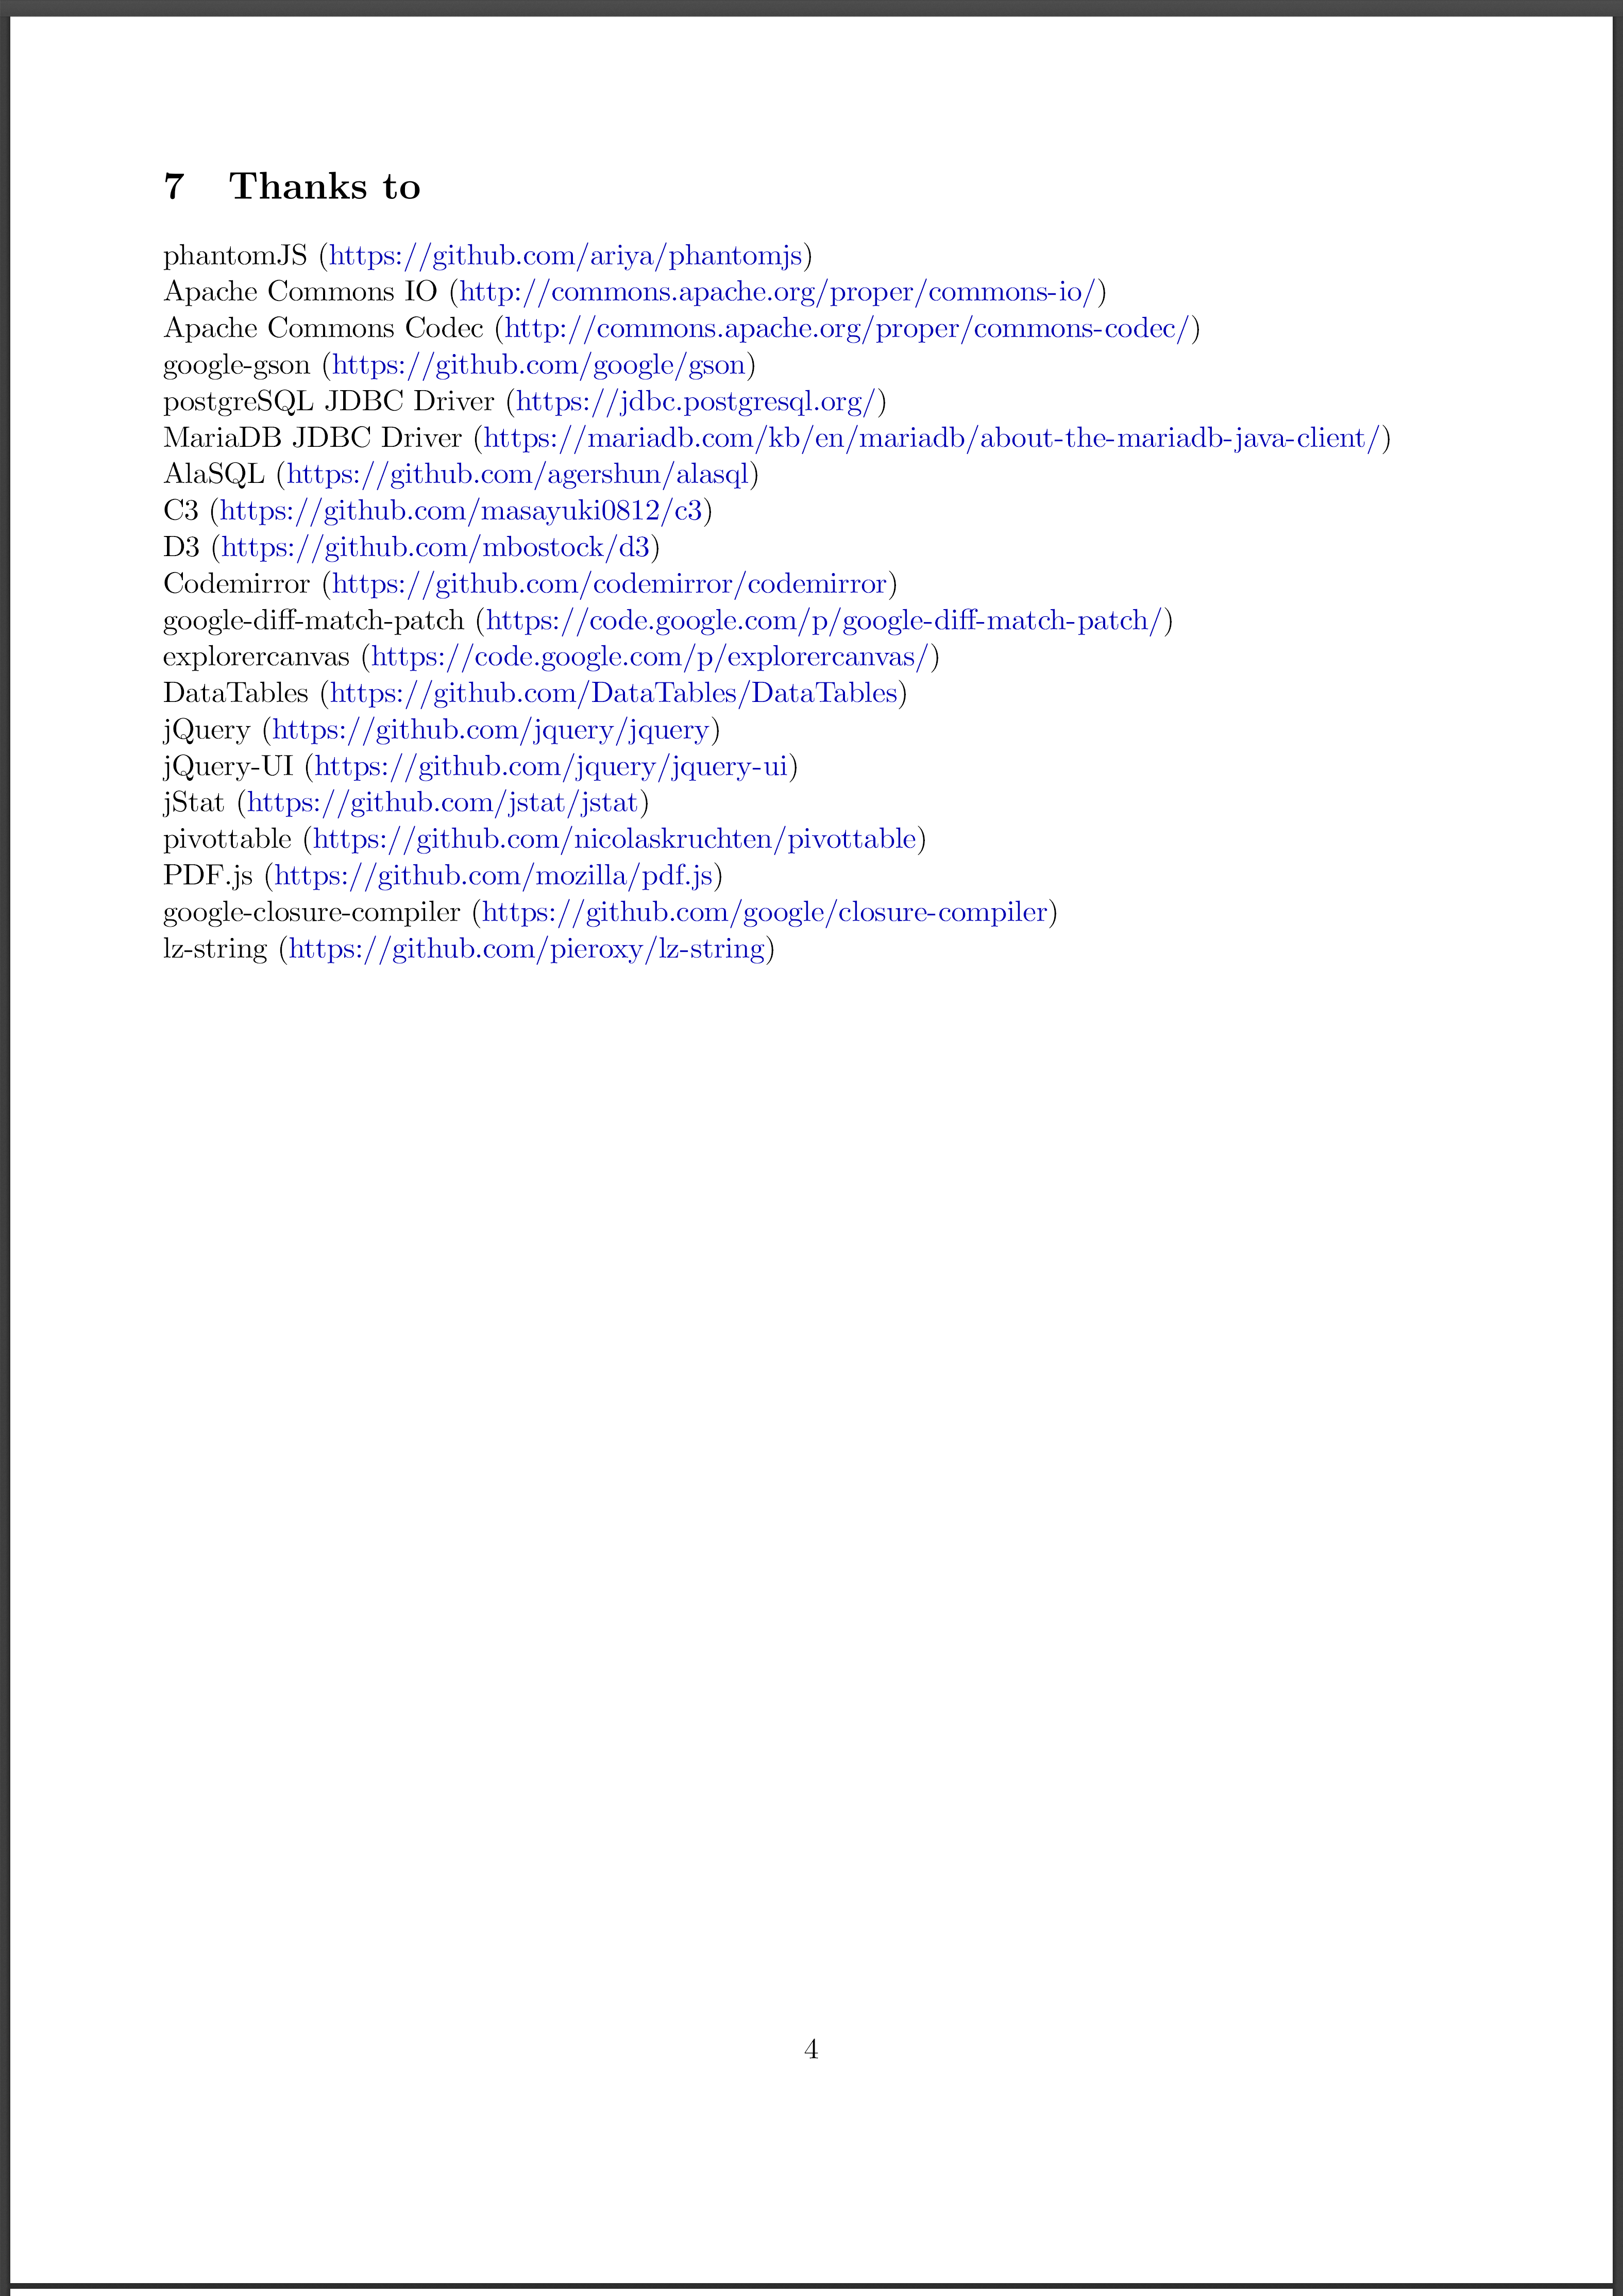 7 Thanks to
phantomJS (https://github.com/ariya/phantomjs)
Apache Commons IO (http://commons.apache.org/proper/commons-io/)
Apache Commons Codec (http://commons.apache.org/proper/commons-codec/)
google-gson (https://github.com/google/gson)
postgreSQL JDBC Driver (https://jdbc.postgresql.org/)
MariaDB JDBC Driver (https://mariadb.com/kb/en/mariadb/about-the-mariadb-java-client/)
AlaSQL (https://github.com/agershun/alasql)
C3 (https://github.com/masayuki0812/c3)
D3 (https://github.com/mbostock/d3)
Codemirror (https://github.com/codemirror/codemirror)
google-diff-match-patch (https://code.google.com/p/google-diff-match-patch/)
explorercanvas (https://code.google.com/p/explorercanvas/)
DataTables (https://github.com/DataTables/DataTables)
jQuery (https://github.com/jquery/jquery)
jQuery-UI (https://github.com/jquery/jquery-ui)
jStat (https://github.com/jstat/jstat)
pivottable (https://github.com/nicolaskruchten/pivottable)
PDF.js (https://github.com/mozilla/pdf.js)
google-closure-compiler (https://github.com/google/closure-compiler)
lz-string (https://github.com/pieroxy/lz-string)
4